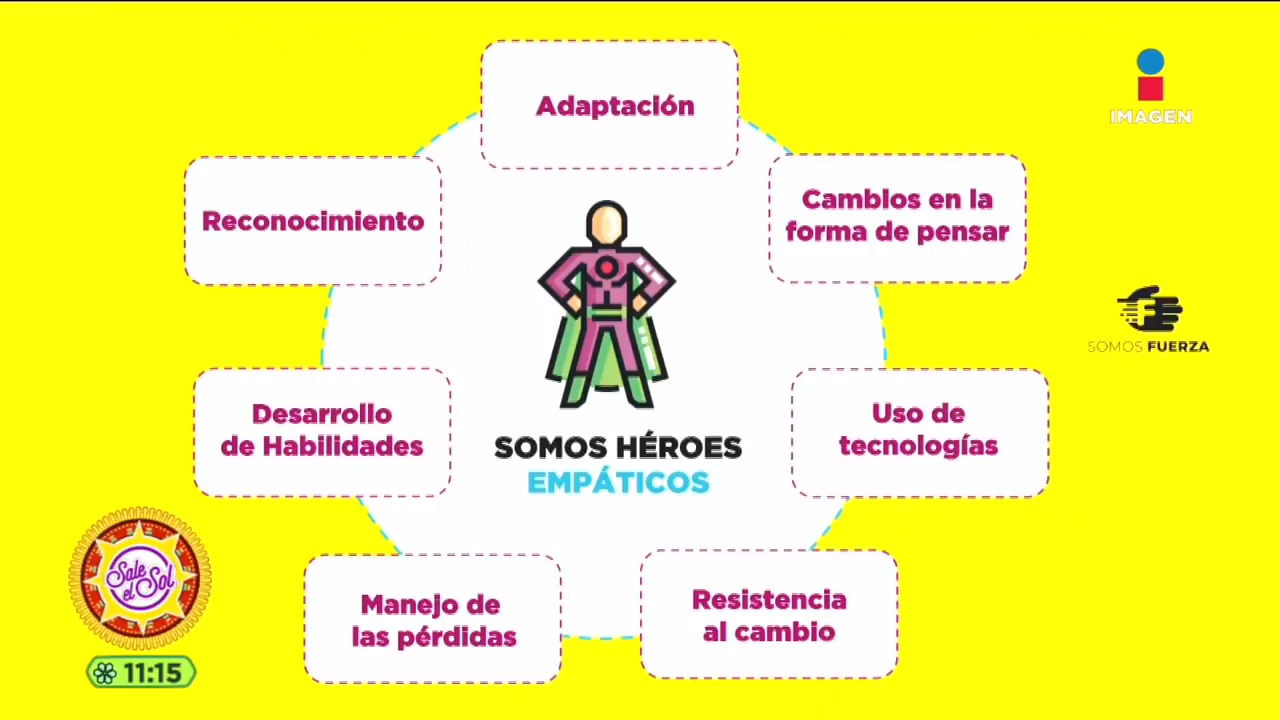 Adaptación
IMAGEN
Reconocimiento
Camblos en la
forma de pensar
SOMOS FUERZA
Desarrollo
de Habilidades
Uso de
tecnologías
SOMOS HÉROES
EMPÁTICOS
Manejo de
las pérdidas
Resistencia
al cambio
Sale
el Sol
11:15